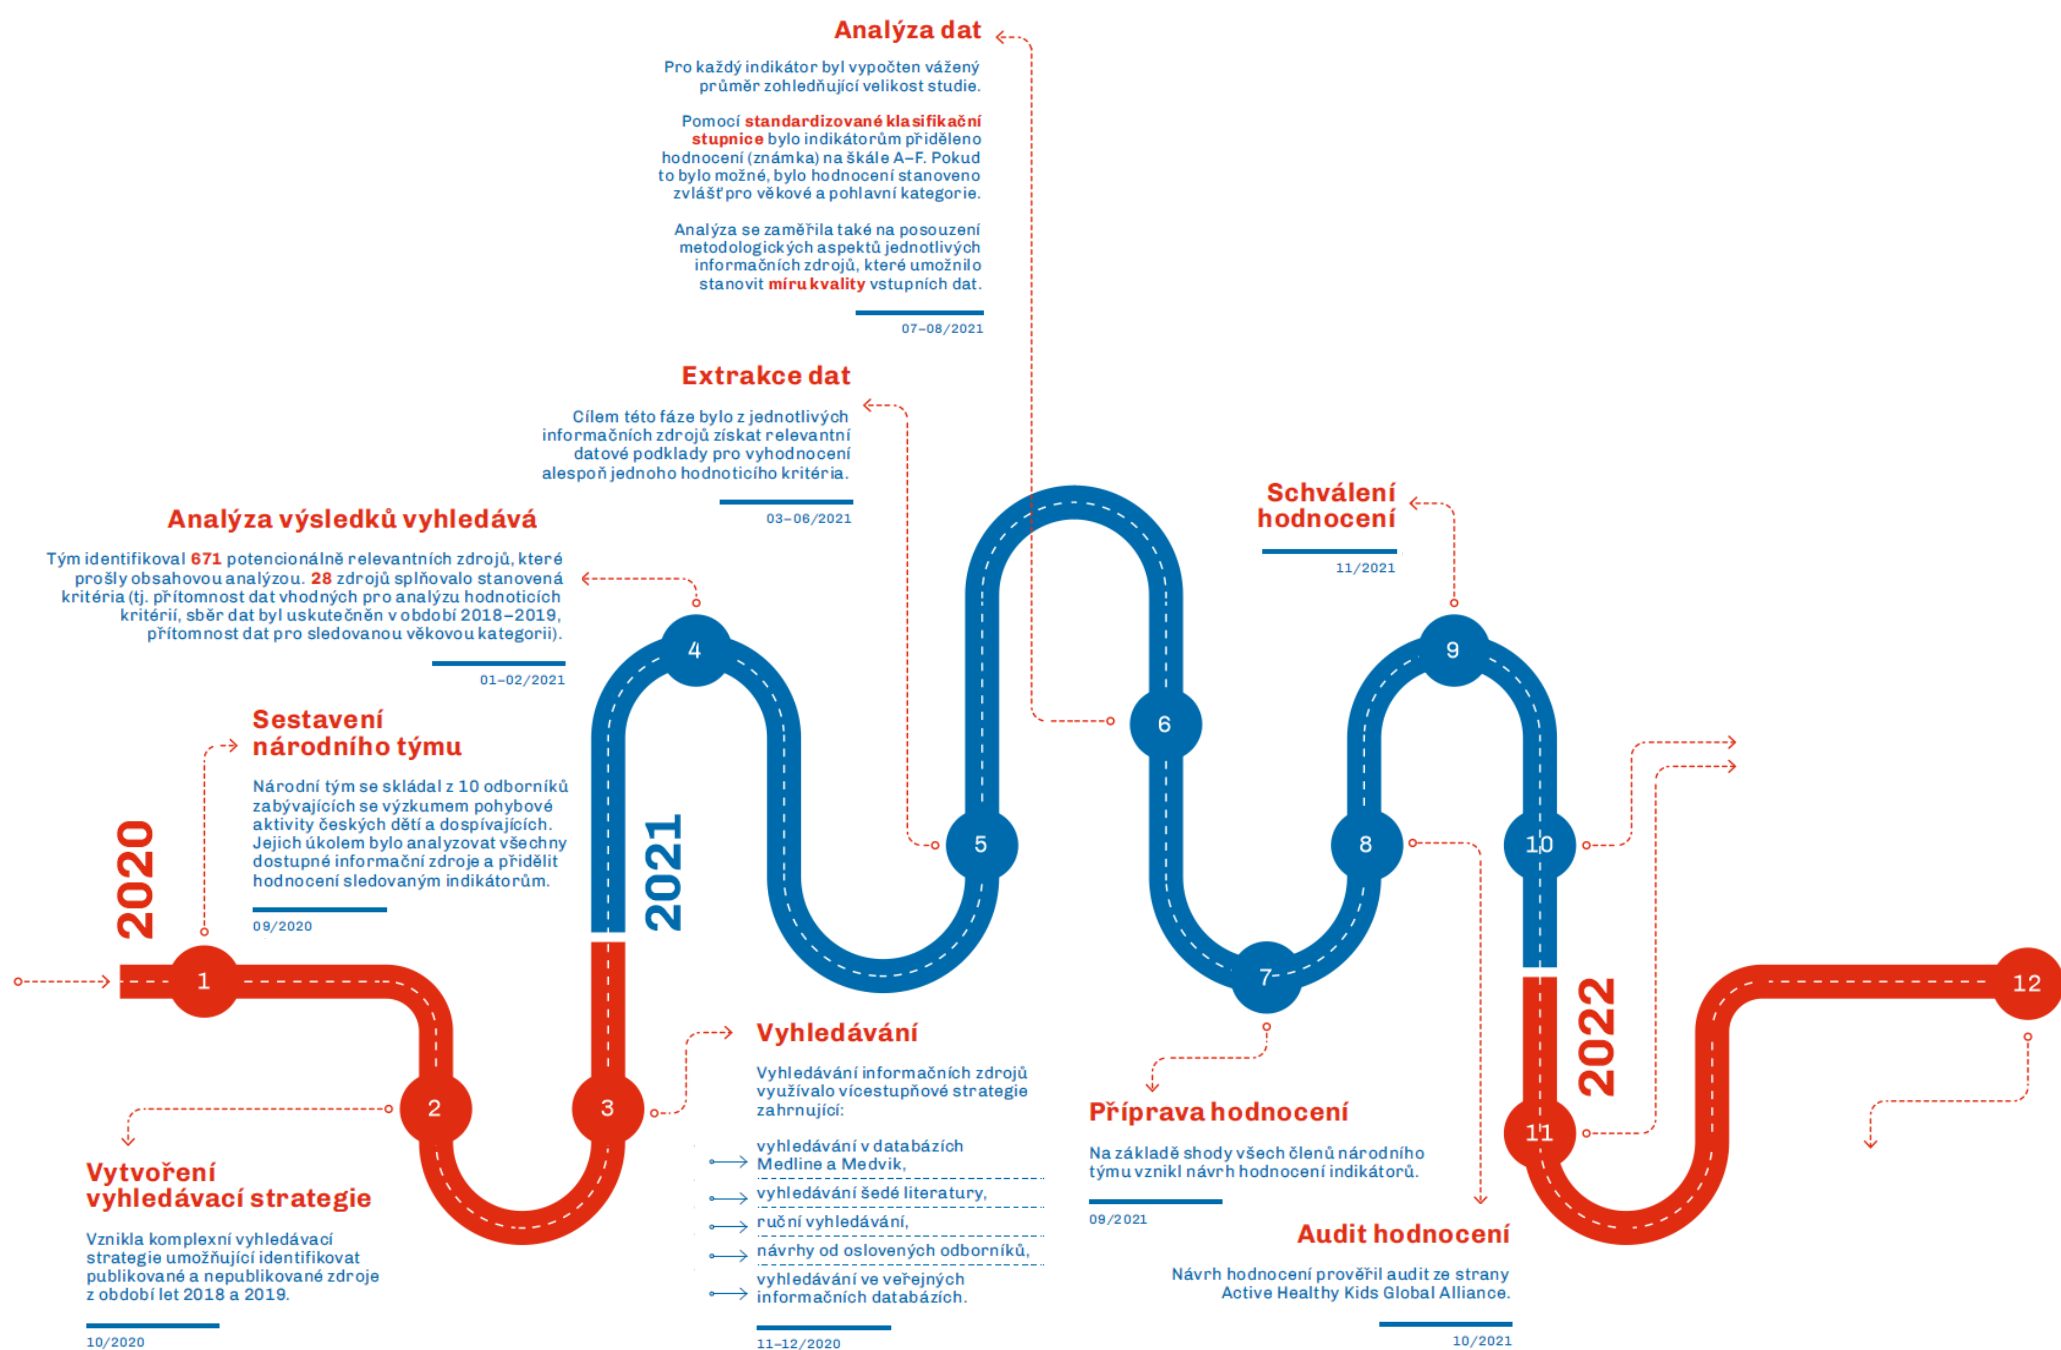 Analýza dat
Pro každý indikátor byl vypočten vážený
průměr zohledňující velikost studie.
Pomocí standardizované klasifikační
stupnice bylo indikátorům přiděleno
hodnocení (známka) na škále A–F. Pokud
to bylo možné, bylo hodnocení stanoveno
zvlášť pro věkové a pohlavní kategorie.
Analýza se zaměřila také na posouzení
metodologických aspektů jednotlivých
informačních zdrojů, které umožnilo
stanovit míru kvality vstupních dat.
07–08/2021
Extrakce dat
Cílem této fáze bylo z jednotlivých
informačních zdrojů získat relevantní
datové podklady pro vyhodnocení
alespoň jednoho hodnoticího kritéria.
03–06/2021
Analýza výsledků vyhledává
Tým identifikoval 671 potencionálně relevantních zdrojů, které
prošly obsahovou analýzou. 28 zdrojů splňovalo stanovená
kritéria (tj. přítomnost dat vhodných pro analýzu hodnoticích
kritérií, sběr dat byl uskutečněn v období 2018–2019,
přítomnost dat pro sledovanou věkovou kategorii).
01–02/2021
Schválení
hodnocení
11/2021
Sestavení
národního týmu
Národní tým se skládal z 10 odborníků
zabývajících se výzkumem pohybové
aktivity českých dětí a dospívajících.
Jejich úkolem bylo analyzovat všechny
dostupné informační zdroje a přidělit
hodnocení sledovaným indikátorům.
09/2020
2020
2021
2022
1
2
3
4
5
6
7
8
9
10
11
12
Vytvoření
vyhledávací strategie
Vznikla komplexní vyhledávací
strategie umožňující identifikovat
publikované a nepublikované zdroje
z období let 2018 a 2019.
10/2020
Vyhledávání
Vyhledávání informačních zdrojů
využívalo vícestupňové strategie
zahrnující:
vyhledávání v databázích
Medline a Medvik,
vyhledávání šedé literatury,
ruční vyhledávání,
návrhy od oslovených odborníků,
vyhledávání ve veřejných
informačních databázích.
11–12/2020
Příprava hodnocení
Na základě shody všech členů národního
týmu vznikl návrh hodnocení indikátorů.
09/2021
Audit hodnocení
Návrh hodnocení prověřil audit ze strany
Active Healthy Kids Global Alliance.
10/2021